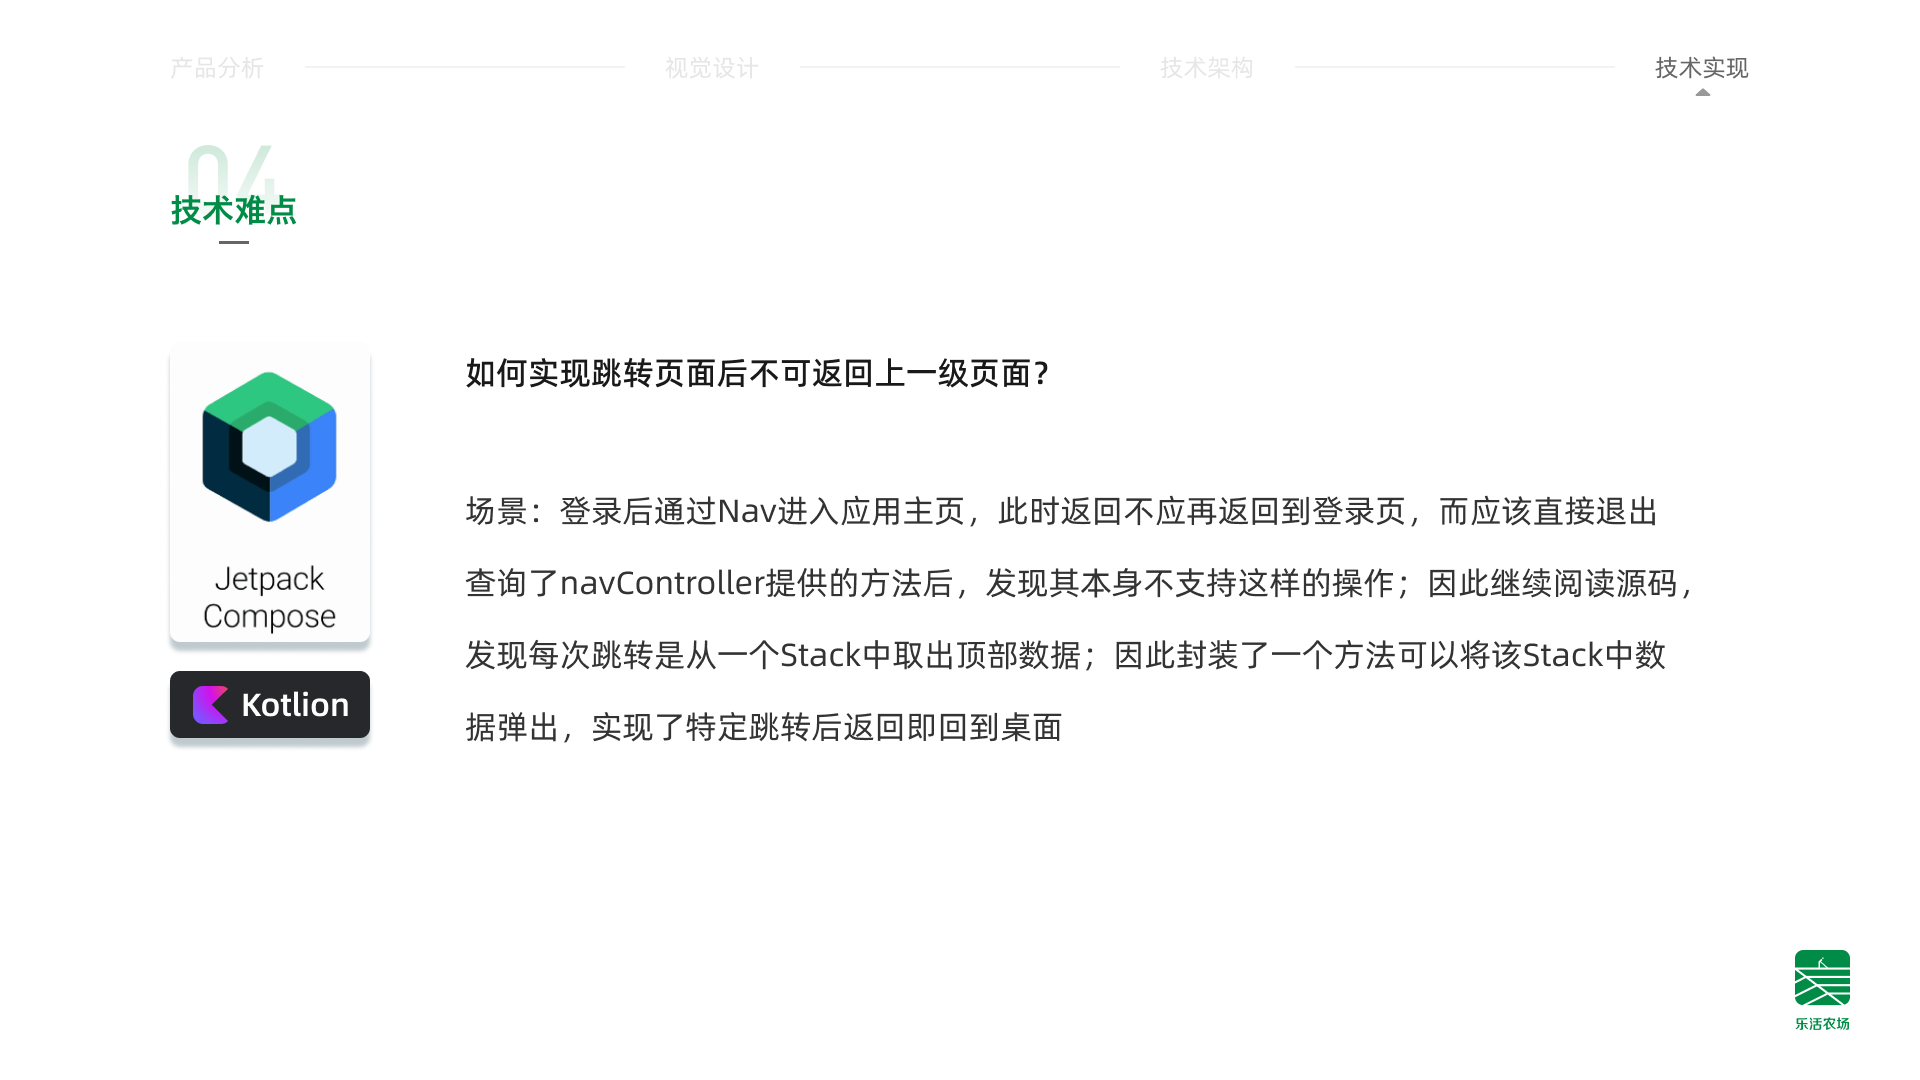 产品分析
视觉设计
技术架构
技术实现
04
技术难点
Jetpack
Compose
Kotlion
如何实现跳转页面后不可返回上一级页面？
场景：登录后通过Nav进入应用主页，此时返回不应再返回到登录页，而应该直接退出
查询了navController提供的方法后，发现其本身不支持这样的操作；因此继续阅读源码，
发现每次跳转是从一个Stack中取出顶部数据；因此封装了一个方法可以将该Stack中数
据弹出，实现了特定跳转后返回即回到桌面
乐活农场